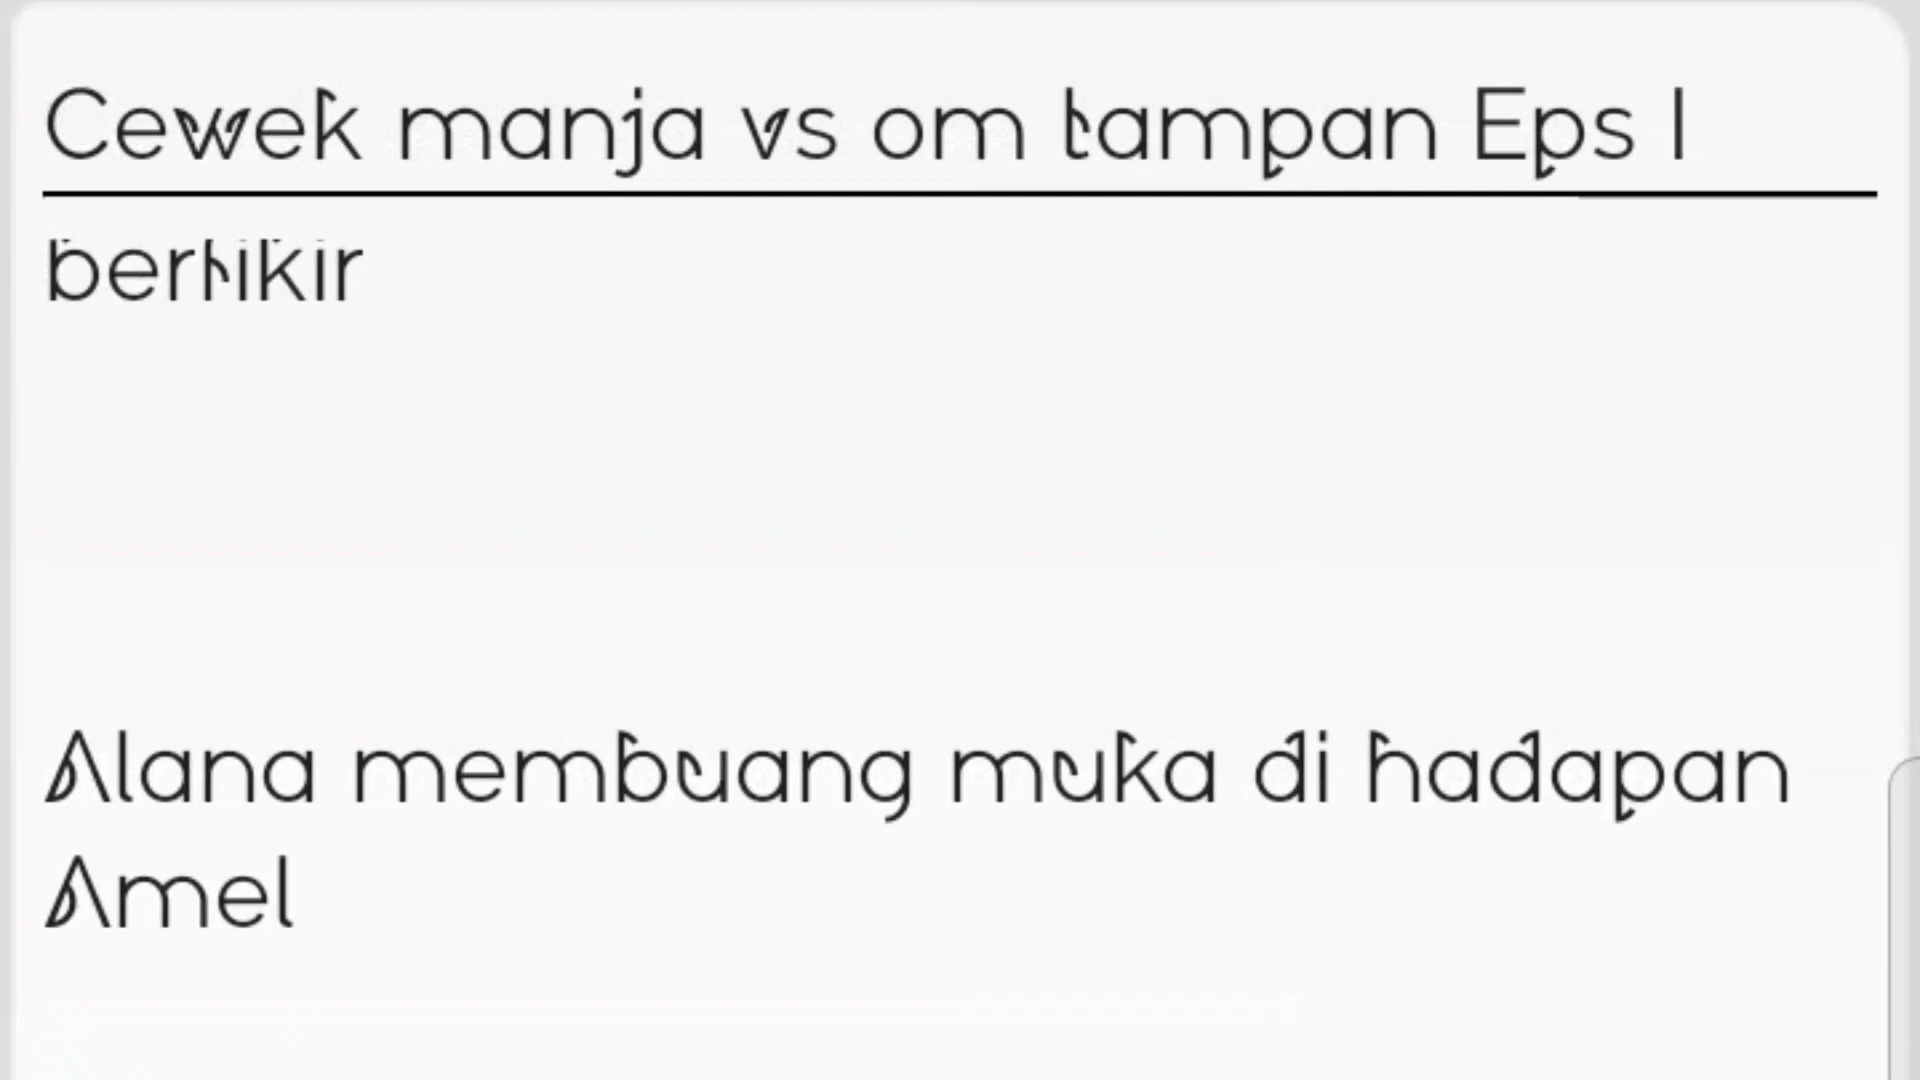 Cewek manja vs om tampan Eps 1
berfikir
Alana membuang muka di hadapan
Amel